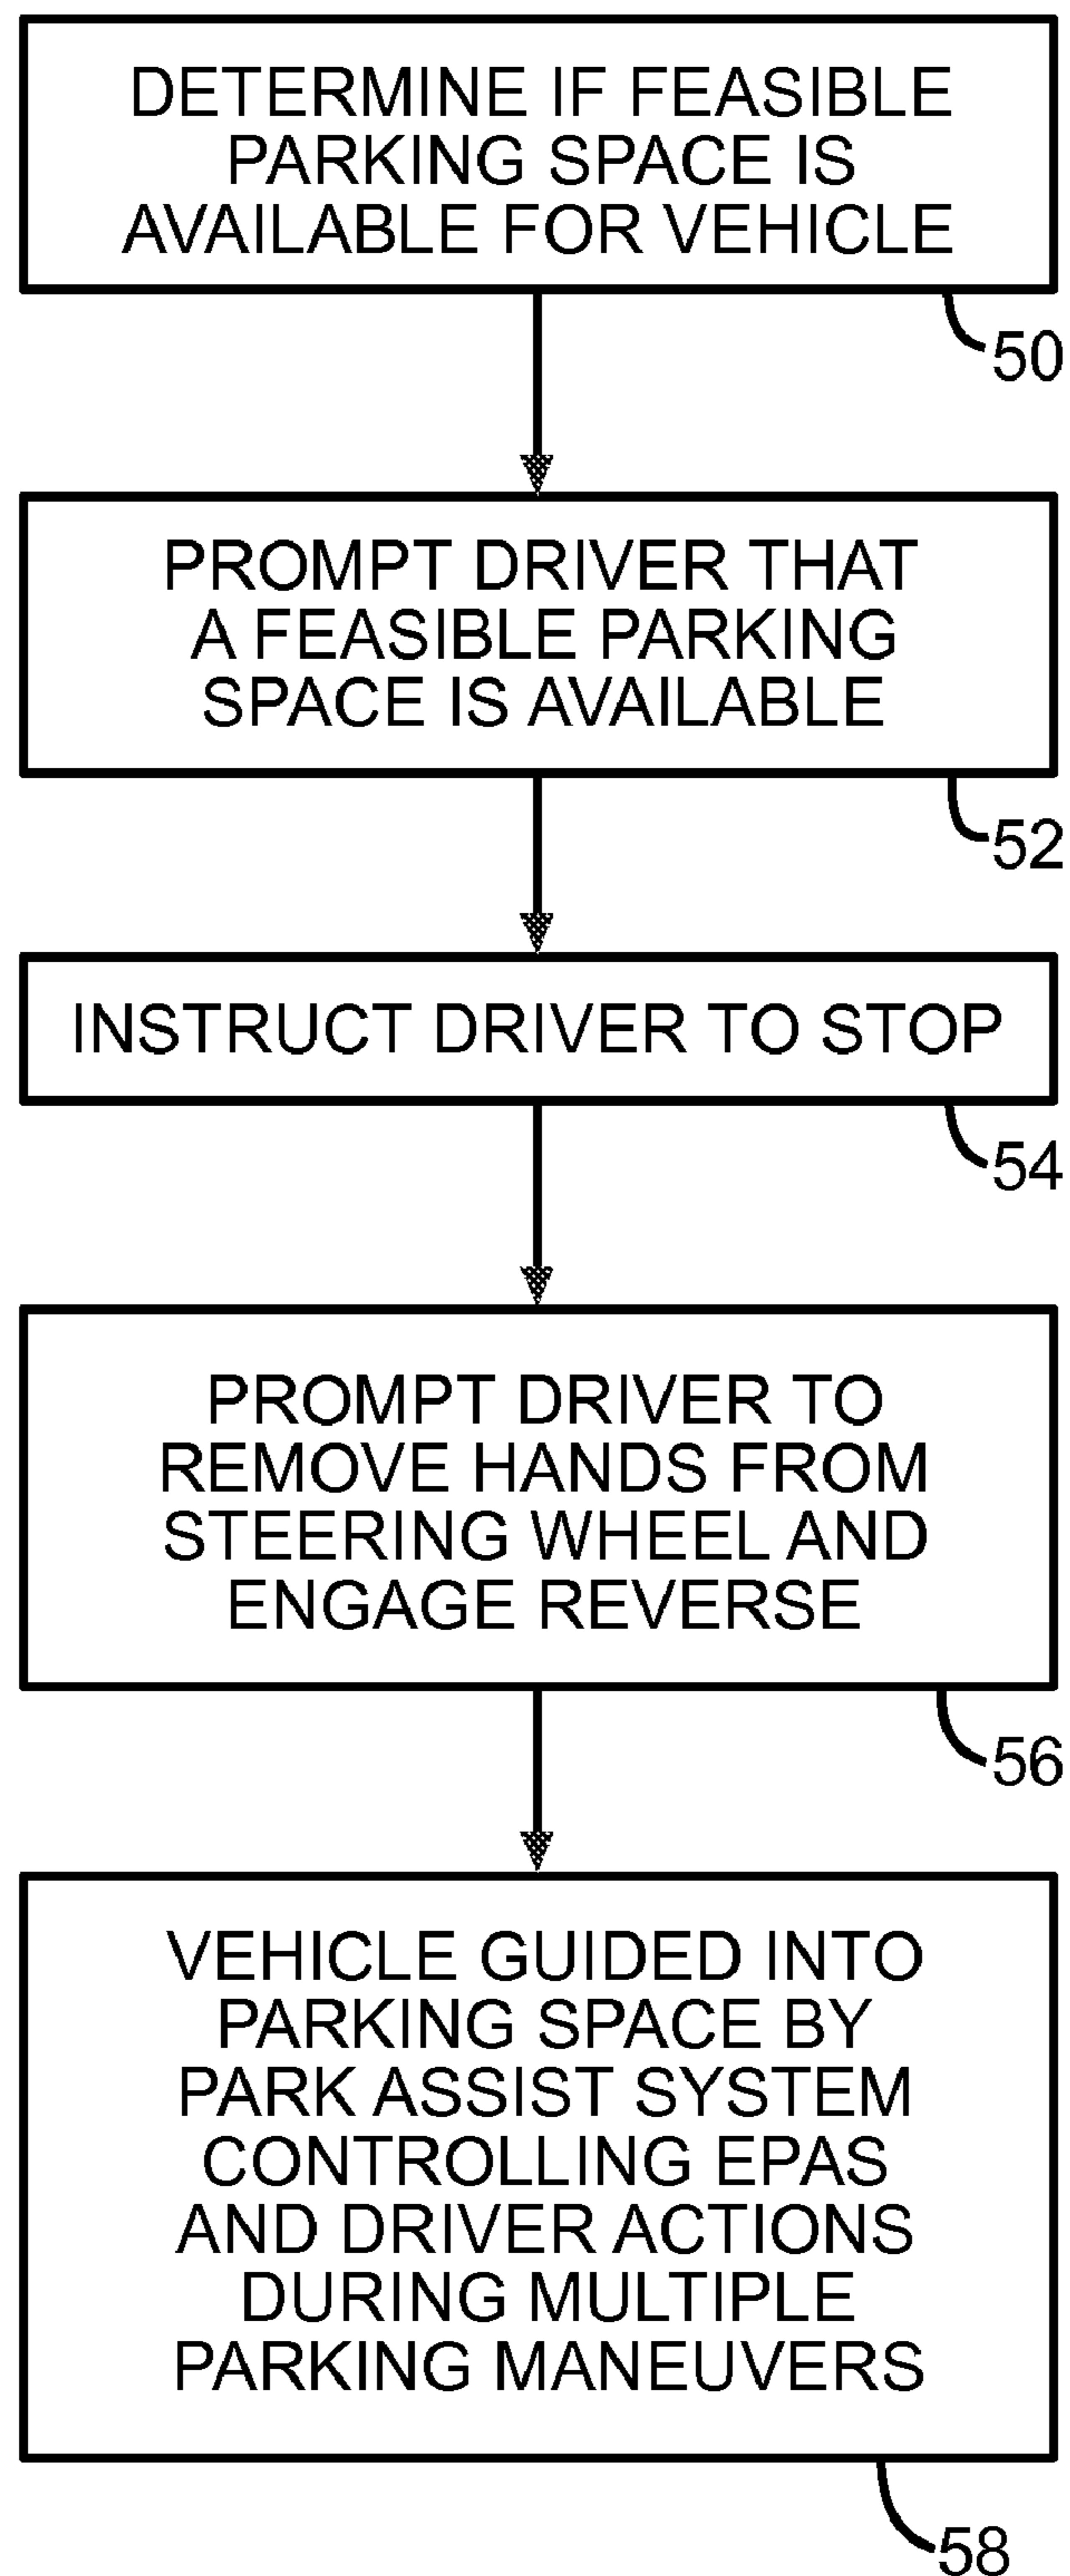 DETERMINE IF FEASIBLE
PARKING SPACE IS
AVAILABLE FOR VEHICLE
50
PROMPT DRIVER THAT
A FEASIBLE PARKING
SPACE IS AVAILABLE
52
INSTRUCT DRIVER TO STOP
54
PROMPT DRIVER TO
REMOVE HANDS FROM
STEERING WHEEL AND
ENGAGE REVERSE
56
VEHICLE GUIDED INTO
PARKING SPACE BY
PARK ASSIST SYSTEM
CONTROLLING EPAS
AND DRIVER ACTIONS
DURING MULTIPLE
PARKING MANEUVERS
58